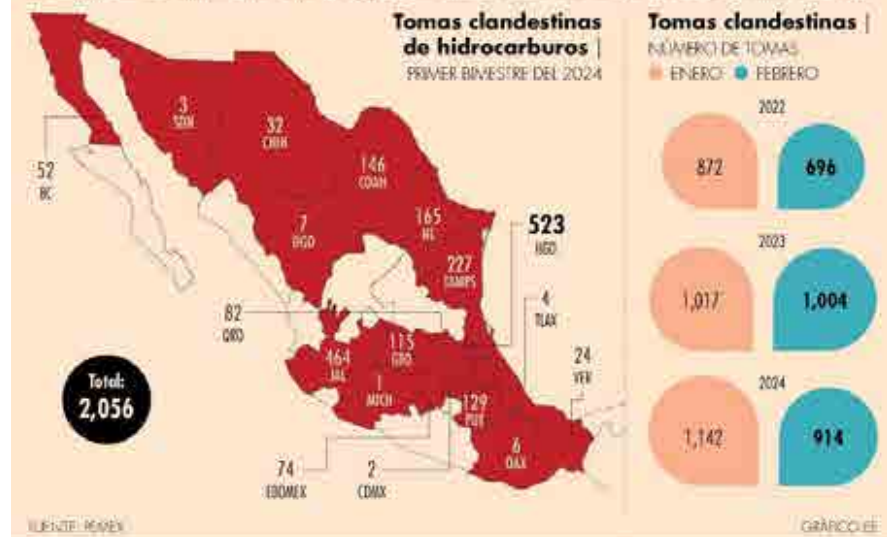 Tomas clandestinas
de hidrocarburos |
PRIMER BIMESTRE DEL 2024
3
SON
32
CHIH
146
COAH
52
BC
7
DGO
165
NL
227
TAMPS
523
HGO
82
QRO
4
TLAX
464
JAL
115
GTO
24
VER
1
MICH
129
PUE
6
OAX
74
EDOMEX
2
CDMX
Total:
2,056
Tomas clandestinas |
NÚMERO DE TOMAS
ENERO FEBRERO
2022
872 696
2023
1,017 1,004
2024
1,142 914
FUENTE: PEMEX
GRÁFICO EE